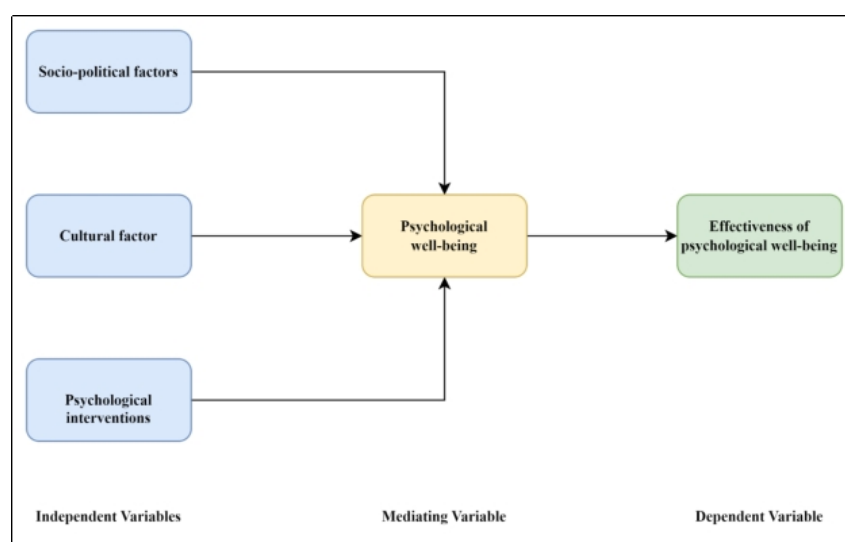 Socio-political factors
Cultural factor
Psychological
well-being
Effectiveness of
psychological well-being
Psychological
interventions
Independent Variables
Mediating Variable
Dependent Variable